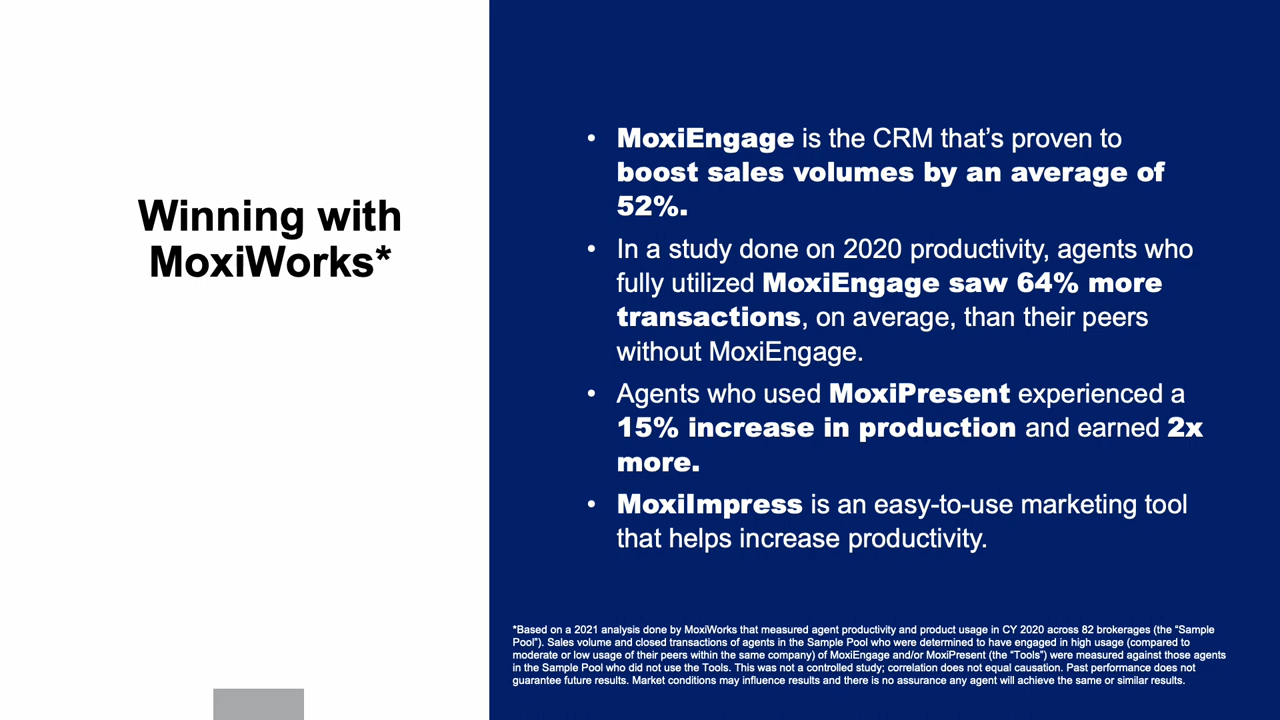 Winning with
MoxiWorks*
• MoxiEngage is the CRM that’s proven to
boost sales volumes by an average of
52%.
• In a study done on 2020 productivity, agents who
fully utilized MoxiEngage saw 64% more
transactions, on average, than their peers
without MoxiEngage.
• Agents who used MoxiPresent experienced a
15% increase in production and earned 2x
more.
• MoxiImpress is an easy-to-use marketing tool
that helps increase productivity.
*Based on a 2021 analysis done by MoxiWorks that measured agent productivity and product usage in CY 2020 across 82 brokerages (the “Sample
Pool”). Sales volume and closed transactions of agents in the Sample Pool who were determined to have engaged in high usage (compared to
moderate or low usage of their peers within the same company) of MoxiEngage and/or MoxiPresent (the “Tools”) were measured against those agents
in the Sample Pool who did not use the Tools. This was not a controlled study; correlation does not equal causation. Past performance does not
guarantee future results. Market conditions may influence results and there is no assurance any agent will achieve the same or similar results.